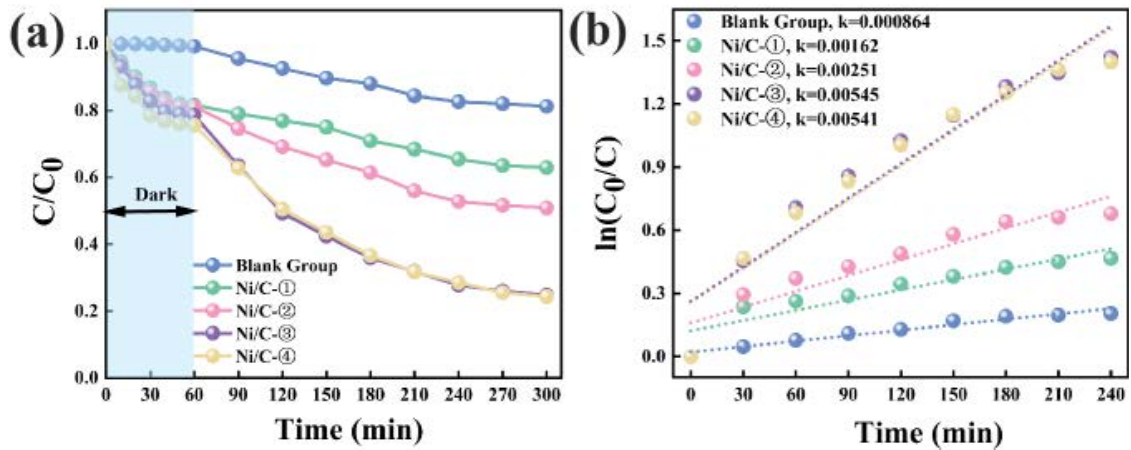 (a)
C/C0
1.0
0.8
0.6
0.4
0.2
0.0
Dark
Blank Group
Ni/C-①
Ni/C-②
Ni/C-③
Ni/C-④
0 30 60 90 120 150 180 210 240 270 300
Time (min)
(b)
ln(C0/C)
1.5
1.2
0.9
0.6
0.3
0.0
Blank Group, k=0.000864
Ni/C-①, k=0.00162
Ni/C-②, k=0.00251
Ni/C-③, k=0.00545
Ni/C-④, k=0.00541
0 30 60 90 120 150 180 210 240
Time (min)